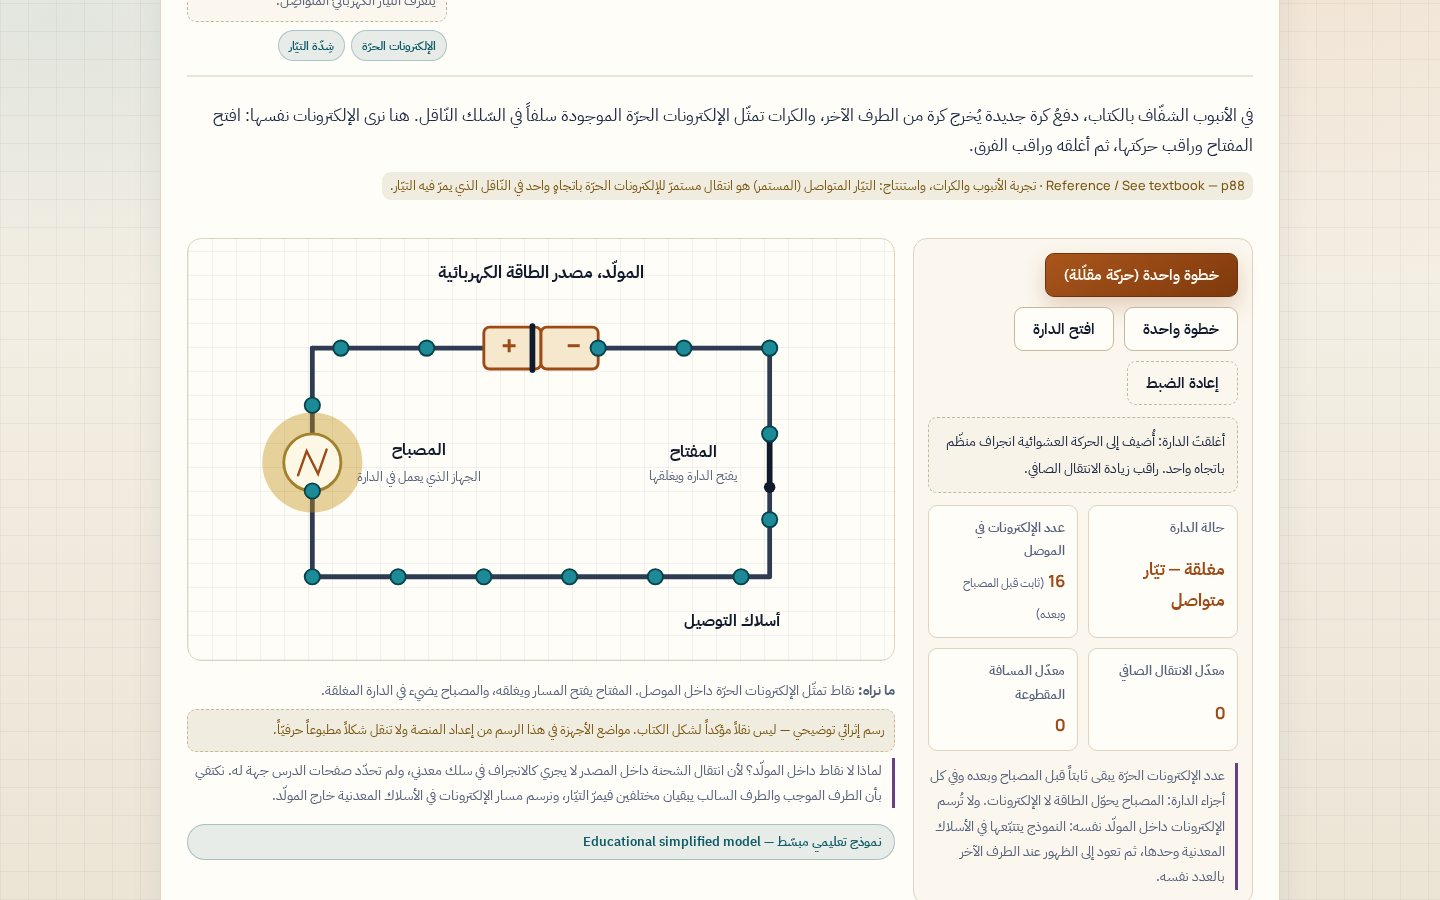 يتعرّف التيار الكهربائي المتواصل.
الإلكترونات الحرّة
شِدّة التيّار
في الأنبوب الشفّاف بالكتاب، دفعُ كرة جديدة يُخرج كرة من الطرف الآخر، والكرات تمثّل الإلكترونات الحرّة الموجودة سلفاً في السّلك النّاقل. هنا نرى الإلكترونات نفسها: افتح
المفتاح وراقب حركتها، ثم أغلقه وراقب الفرق.
Reference / See textbook — p88 · تجربة الأنبوب والكرات، واستنتاج: التيّار المتواصل (المستمر) هو انتقال مستمرّ للإلكترونات الحرّة باتجاهٍ واحد في النّاقل الذي يمرّ فيه التيّار.
خطوة واحدة (حركة مقلّلة)
خطوة واحدة
افتح الدارة
إعادة الضبط
أغلقتَ الدارة: أُضيف إلى الحركة العشوائية انجراف منظّم
باتجاه واحد. راقب زيادة الانتقال الصافي.
حالة الدارة
مغلقة — تيّار
متواصل
عدد الإلكترونات في
الموصل
16 (ثابت قبل المصباح
وبعده)
معدّل الانتقال الصافي
0
معدّل المسافة
المقطوعة
0
عدد الإلكترونات الحرّة يبقى ثابتاً قبل المصباح وبعده وفي كل
أجزاء الدارة: المصباح يحوّل الطاقة لا الإلكترونات. ولا تُرسم
الإلكترونات داخل المولّد نفسه: النموذج يتتبّعها في الأسلاك
المعدنية وحدها، ثم تعود إلى الظهور عند الطرف الآخر
بالعدد نفسه.
المولّد، مصدر الطاقة الكهربائية
+
−
المفتاح
يفتح الدارة ويغلقها
المصباح
الجهاز الذي يعمل في الدارة
أسلاك التوصيل
ما نراه: نقاط تمثّل الإلكترونات الحرّة داخل الموصل. المفتاح يفتح المسار ويغلقه، والمصباح يضيء في الدارة المغلقة.
رسم إثرائي توضيحي — ليس نقلاً مؤكداً لشكل الكتاب. مواضع الأجهزة في هذا الرسم من إعداد المنصة ولا تنقل شكلاً مطبوعاً حرفيّاً.
لماذا لا نقاط داخل المولّد؟ لأن انتقال الشحنة داخل المصدر لا يجري كالانجراف في سلك معدني، ولم تحدّد صفحات الدرس جهة له. نكتفي
بأن الطرف الموجب والطرف السالب يبقيان مختلفين فيمرّ التيّار، ونرسم مسار الإلكترونات في الأسلاك المعدنية خارج المولّد.
نموذج تعليمي مبسّط — Educational simplified model